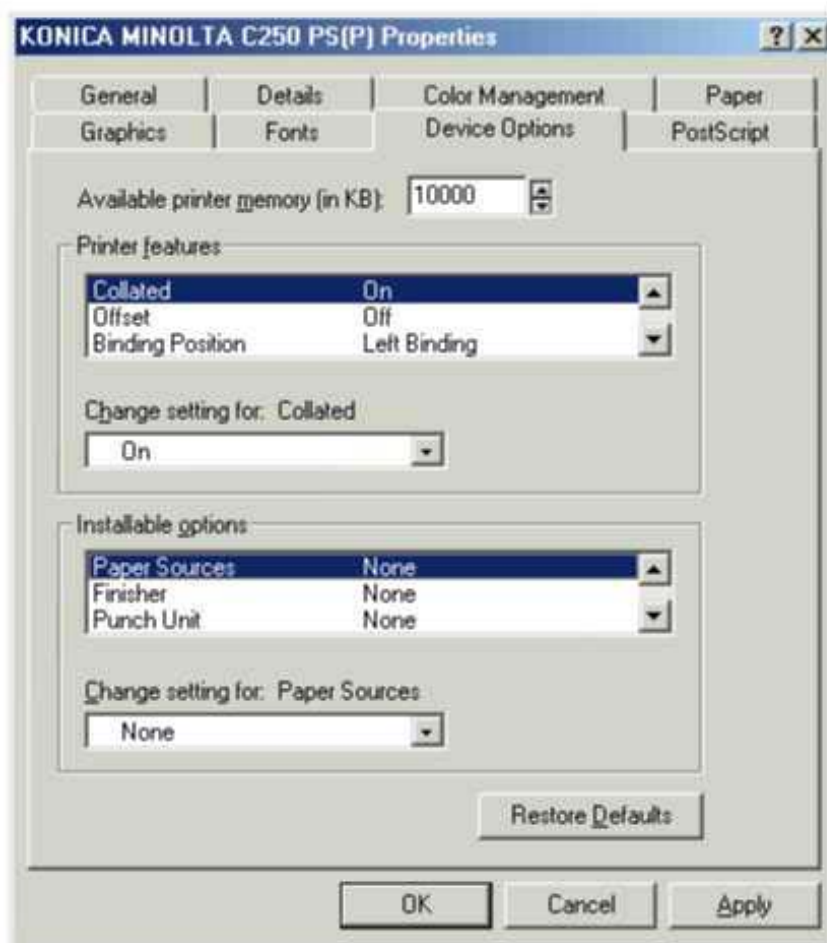 KONICA MINOLTA C250 PS(P) Properties
General Details Color Management Paper
Graphics Fonts Device Options PostScript
Available printer memory (in KB): 10000
Printer features
Collated On
Offset Off
Binding Position Left Binding
Change setting for: Collated
On
Installable options
Paper Sources None
Finisher None
Punch Unit None
Change setting for: Paper Sources
None
Restore Defaults
OK Cancel Apply